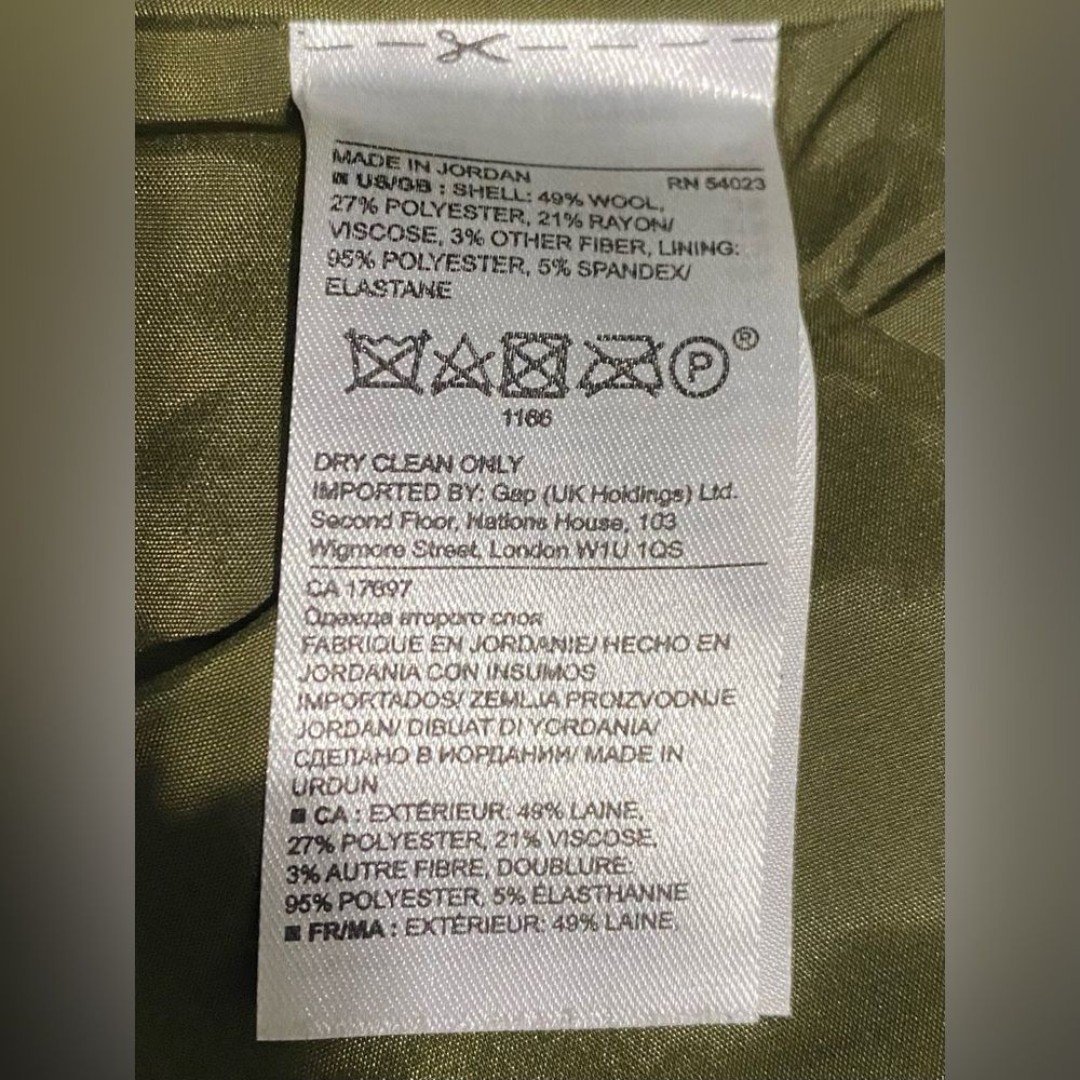 MADE IN JORDAN RN 54023
US/GB : SHELL: 49% WOOL,
27% POLYESTER, 21% RAYON/
VISCOSE, 3% OTHER FIBER, LINING:
95% POLYESTER, 5% SPANDEX/
ELASTANE
P ®
1166
DRY CLEAN ONLY
IMPORTED BY: Gap (UK Holdings) Ltd.
Second Floor, Nations House, 103
Wigmore Street, London W1U 1QS
CA 17697
Одежда второго слоя
FABRIQUE EN JORDANIE/ HECHO EN
JORDANIA CON INSUMOS
IMPORTADOS/ ZEMLJA PROIZVODNJE
JORDAN/ DIBUAT DI YORDANIA/
СДЕЛАНО В ИОРДАНИИ/ MADE IN
URDUN
CA : EXTÉRIEUR: 49% LAINE,
27% POLYESTER, 21% VISCOSE,
3% AUTRE FIBRE, DOUBLURE:
95% POLYESTER, 5% ÉLASTHANNE
FR/MA : EXTÉRIEUR: 49% LAINE,